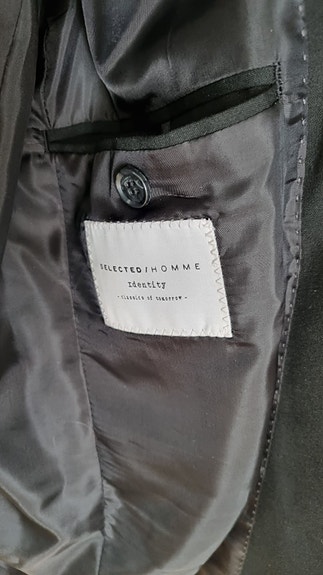 SELECTED/HOMME
Identity
- classics of tomorrow -